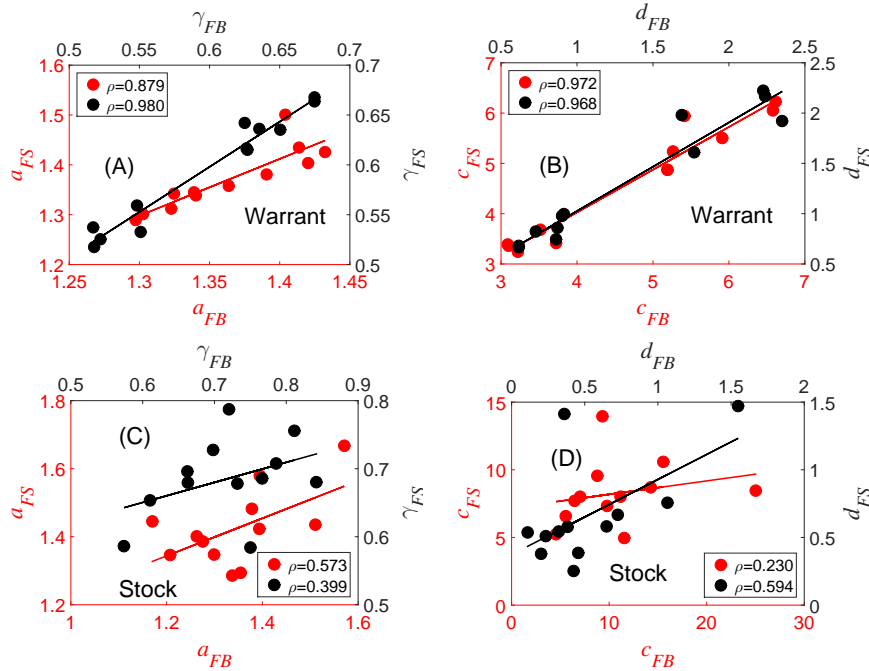 γFB
0.5 0.55 0.6 0.65 0.7
1.6 0.7
ρ=0.879
ρ=0.980
1.5 0.65
(A)
aFS
1.4 0.6
γFS
1.3 0.55
Warrant
1.2 0.5
1.25 1.3 1.35 1.4 1.45
aFB
dFB
0.5 1 1.5 2 2.5
7 2.5
ρ=0.972
ρ=0.968
6 2
cFS
5 1.5
dFS
(B)
4 1
Warrant
3 0.5
3 4 5 6 7
cFB
γFB
0.5 0.6 0.7 0.8 0.9
1.8 0.8
(C)
1.6 0.7
aFS
γFS
1.4 0.6
ρ=0.573
ρ=0.399
Stock
1.2 0.5
1 1.2 1.4 1.6
aFB
dFB
0 0.5 1 1.5 2
15 1.5
(D)
10 1
cFS
dFS
5 0.5
ρ=0.230
ρ=0.594
Stock
0 0
0 10 20 30
cFB